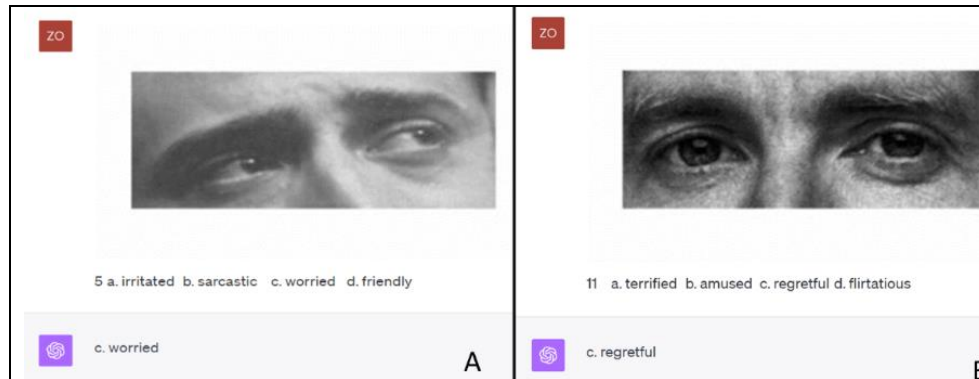 ZO
5 a. irritated b. sarcastic c. worried d. friendly
c. worried
A
ZO
11 a. terrified b. amused c. regretful d. flirtatious
c. regretful